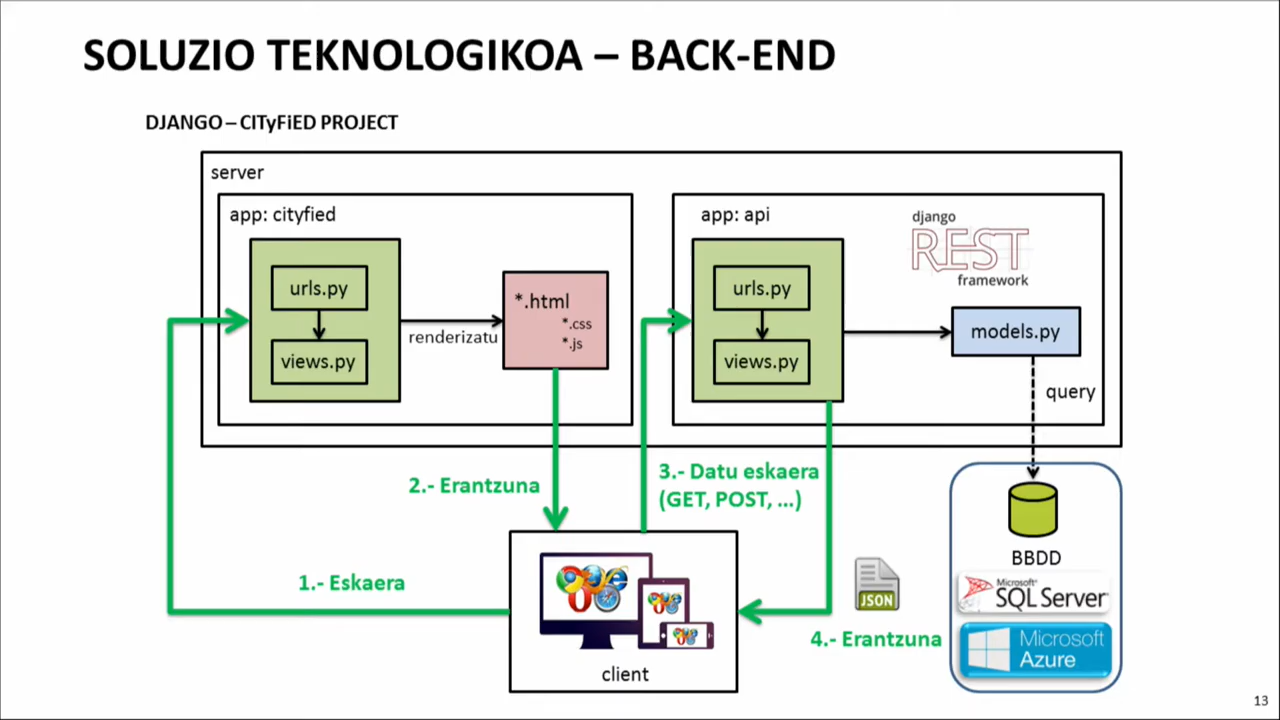 SOLUZIO TEKNOLOGIKOA – BACK-END
DJANGO – CITyFiED PROJECT
server
app: cityfied
urls.py
views.py
renderizatu
*.html
*.css
*.js
app: api
django
REST
framework
urls.py
views.py
models.py
query
1.- Eskaera
2.- Erantzuna
3.- Datu eskaera
(GET, POST, ...)
4.- Erantzuna
JSON
client
BBDD
Microsoft®
SQL Server®
Microsoft
Azure
13